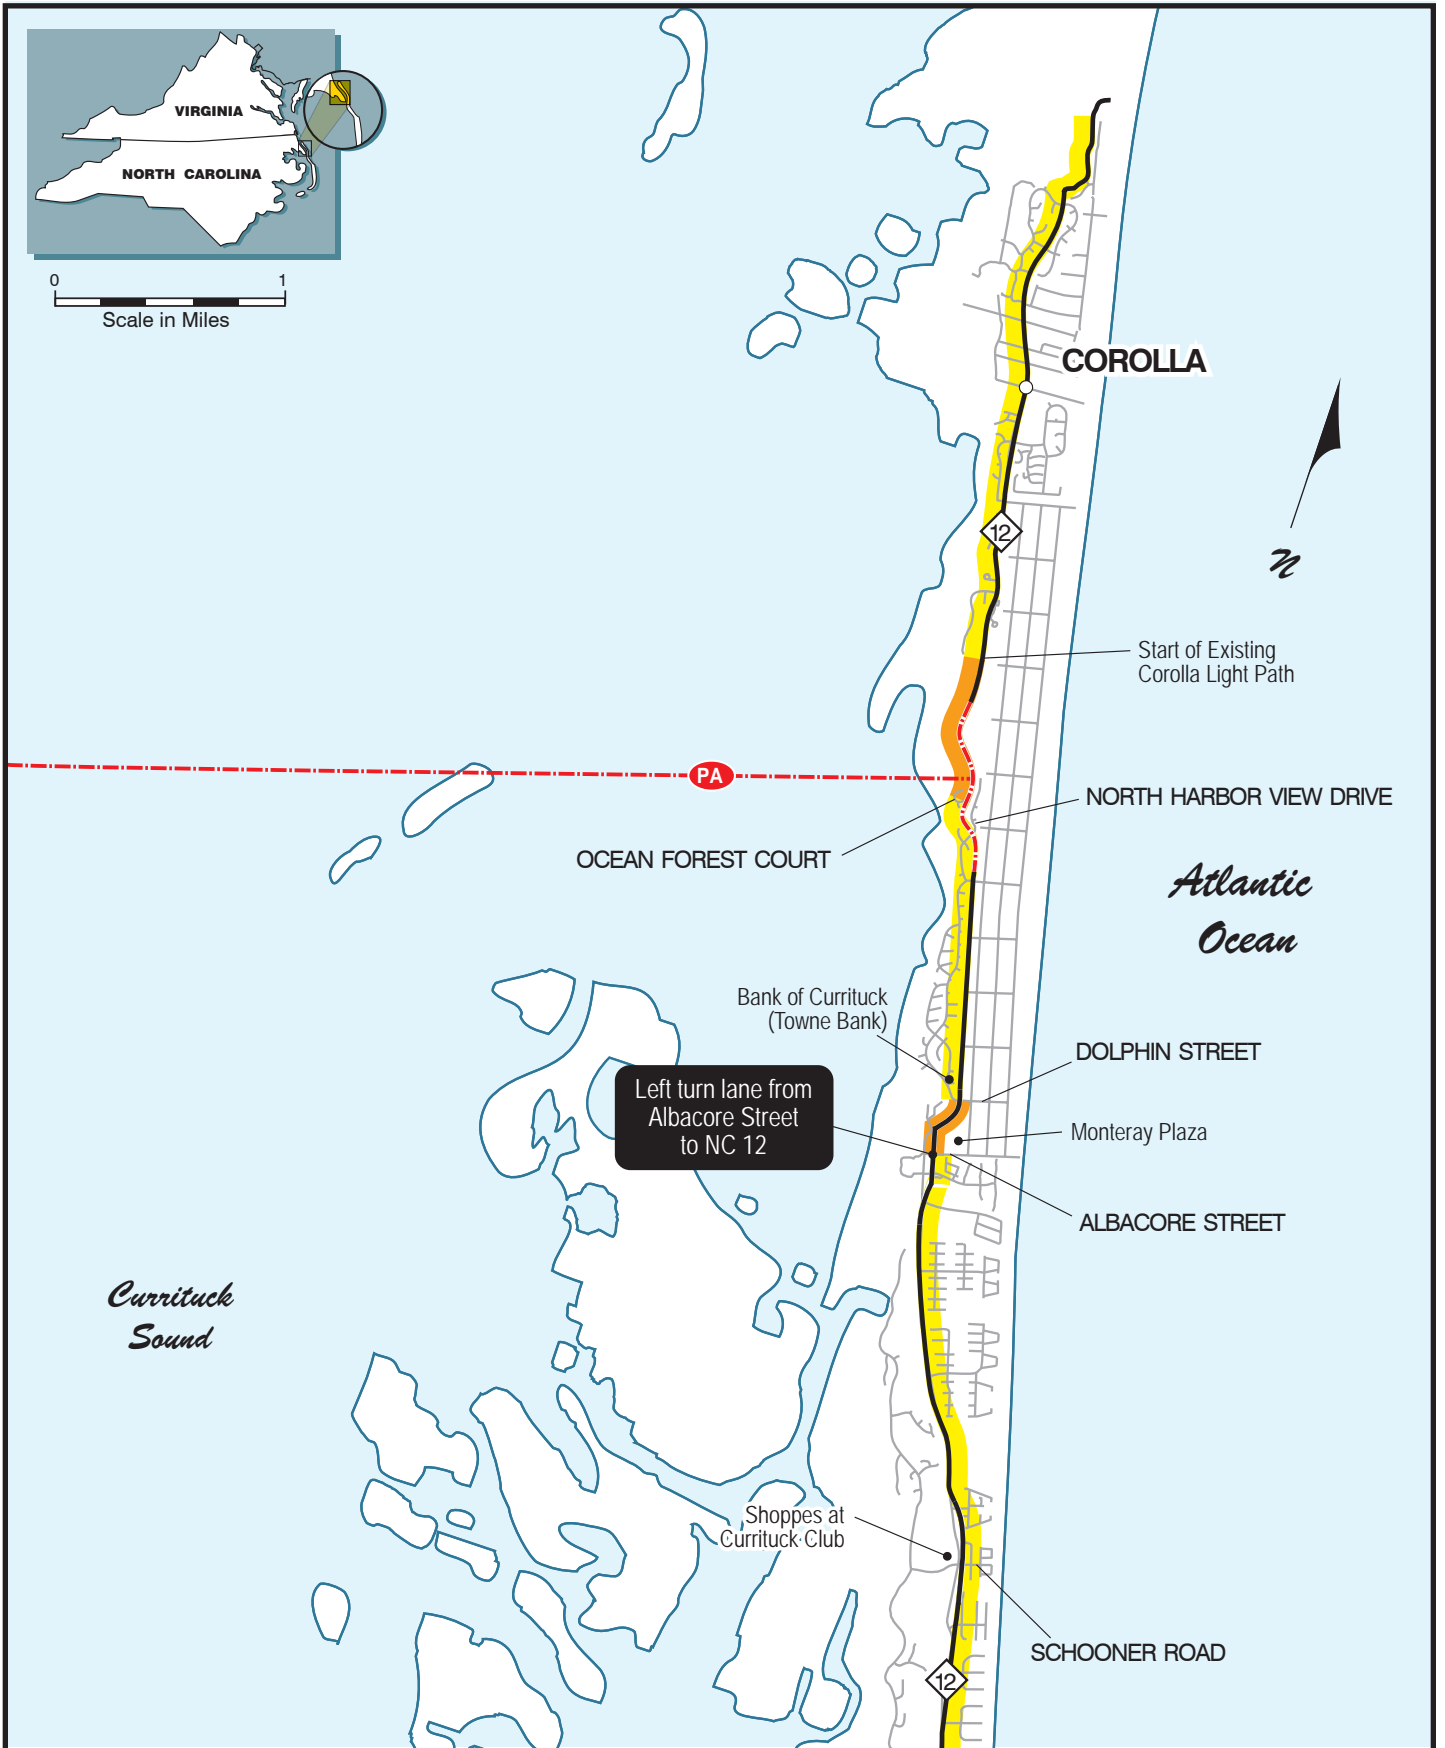 VIRGINIA
NORTH CAROLINA
0 1
Scale in Miles
COROLLA
12
N
Start of Existing
Corolla Light Path
PA
NORTH HARBOR VIEW DRIVE
OCEAN FOREST COURT
Atlantic
Ocean
Bank of Currituck
(Towne Bank)
DOLPHIN STREET
Left turn lane from
Albacore Street
to NC 12
Monteray Plaza
ALBACORE STREET
Currituck
Sound
Shoppes at
Currituck Club
SCHOONER ROAD
12